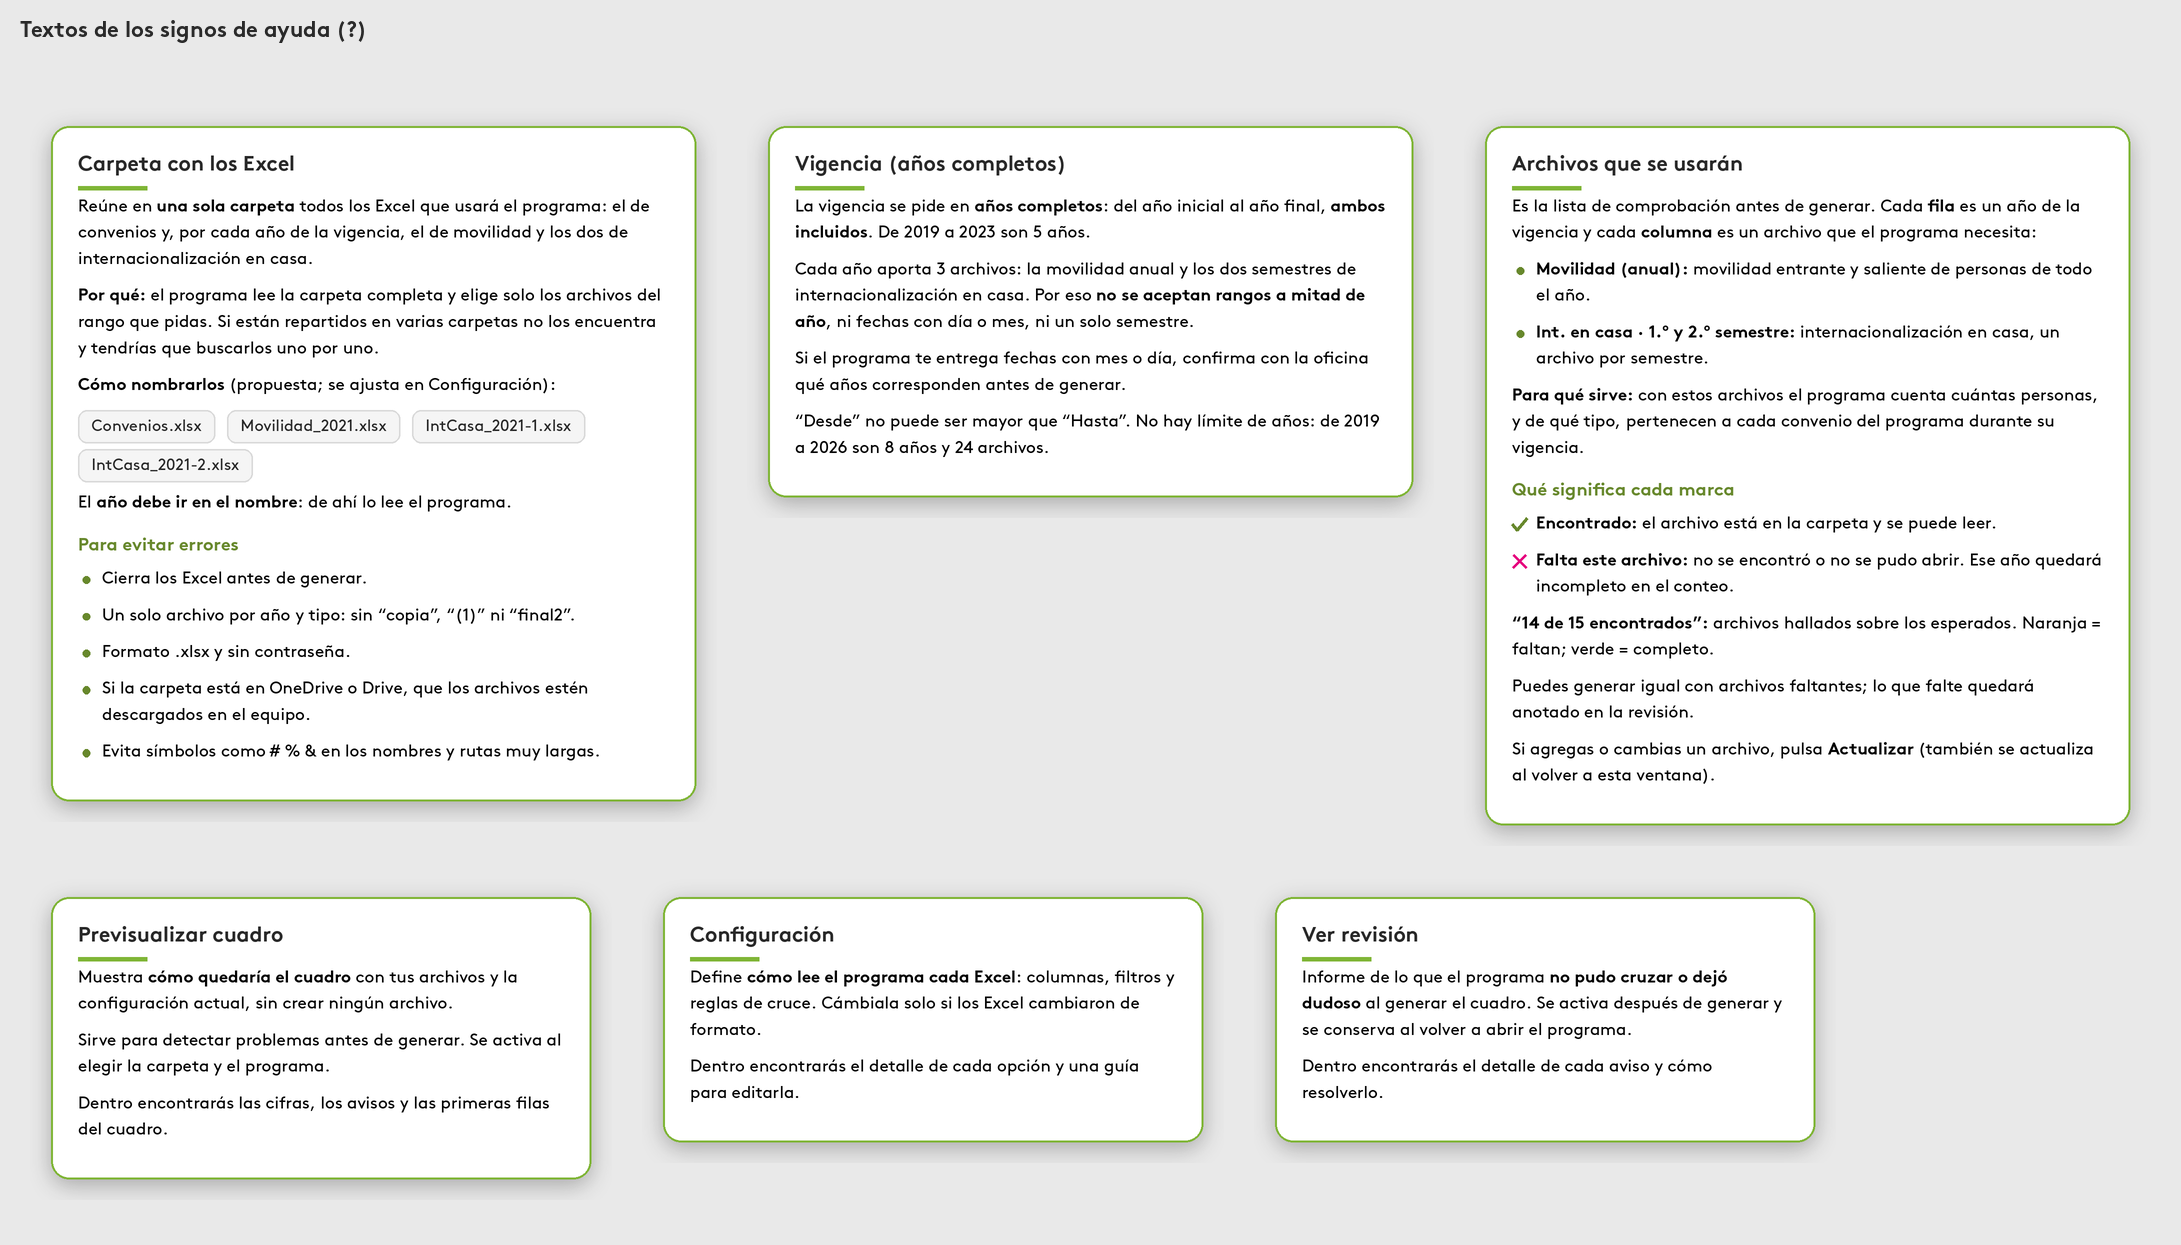 Textos de los signos de ayuda (?)
Carpeta con los Excel
Reúne en una sola carpeta todos los Excel que usará el programa: el de
convenios y, por cada año de la vigencia, el de movilidad y los dos de
internacionalización en casa.
Por qué: el programa lee la carpeta completa y elige solo los archivos del
rango que pidas. Si están repartidos en varias carpetas no los encuentra
y tendrías que buscarlos uno por uno.
Cómo nombrarlos (propuesta; se ajusta en Configuración):
Convenios.xlsx Movilidad_2021.xlsx IntCasa_2021-1.xlsx
IntCasa_2021-2.xlsx
El año debe ir en el nombre: de ahí lo lee el programa.
Para evitar errores
Cierra los Excel antes de generar.
Un solo archivo por año y tipo: sin “copia”, “(1)” ni “final2”.
Formato .xlsx y sin contraseña.
Si la carpeta está en OneDrive o Drive, que los archivos estén
descargados en el equipo.
Evita símbolos como # % & en los nombres y rutas muy largas.
Vigencia (años completos)
La vigencia se pide en años completos: del año inicial al año final, ambos
incluidos. De 2019 a 2023 son 5 años.
Cada año aporta 3 archivos: la movilidad anual y los dos semestres de
internacionalización en casa. Por eso no se aceptan rangos a mitad de
año, ni fechas con día o mes, ni un solo semestre.
Si el programa te entrega fechas con mes o día, confirma con la oficina
qué años corresponden antes de generar.
“Desde” no puede ser mayor que “Hasta”. No hay límite de años: de 2019
a 2026 son 8 años y 24 archivos.
Archivos que se usarán
Es la lista de comprobación antes de generar. Cada fila es un año de la
vigencia y cada columna es un archivo que el programa necesita:
Movilidad (anual): movilidad entrante y saliente de personas de todo
el año.
Int. en casa · 1.º y 2.º semestre: internacionalización en casa, un
archivo por semestre.
Para qué sirve: con estos archivos el programa cuenta cuántas personas,
y de qué tipo, pertenecen a cada convenio del programa durante su
vigencia.
Qué significa cada marca
Encontrado: el archivo está en la carpeta y se puede leer.
Falta este archivo: no se encontró o no se pudo abrir. Ese año quedará
incompleto en el conteo.
“14 de 15 encontrados”: archivos hallados sobre los esperados. Naranja =
faltan; verde = completo.
Puedes generar igual con archivos faltantes; lo que falte quedará
anotado en la revisión.
Si agregas o cambias un archivo, pulsa Actualizar (también se actualiza
al volver a esta ventana).
Previsualizar cuadro
Muestra cómo quedaría el cuadro con tus archivos y la
configuración actual, sin crear ningún archivo.
Sirve para detectar problemas antes de generar. Se activa al
elegir la carpeta y el programa.
Dentro encontrarás las cifras, los avisos y las primeras filas
del cuadro.
Configuración
Define cómo lee el programa cada Excel: columnas, filtros y
reglas de cruce. Cámbiala solo si los Excel cambiaron de
formato.
Dentro encontrarás el detalle de cada opción y una guía
para editarla.
Ver revisión
Informe de lo que el programa no pudo cruzar o dejó
dudoso al generar el cuadro. Se activa después de generar y
se conserva al volver a abrir el programa.
Dentro encontrarás el detalle de cada aviso y cómo
resolverlo.